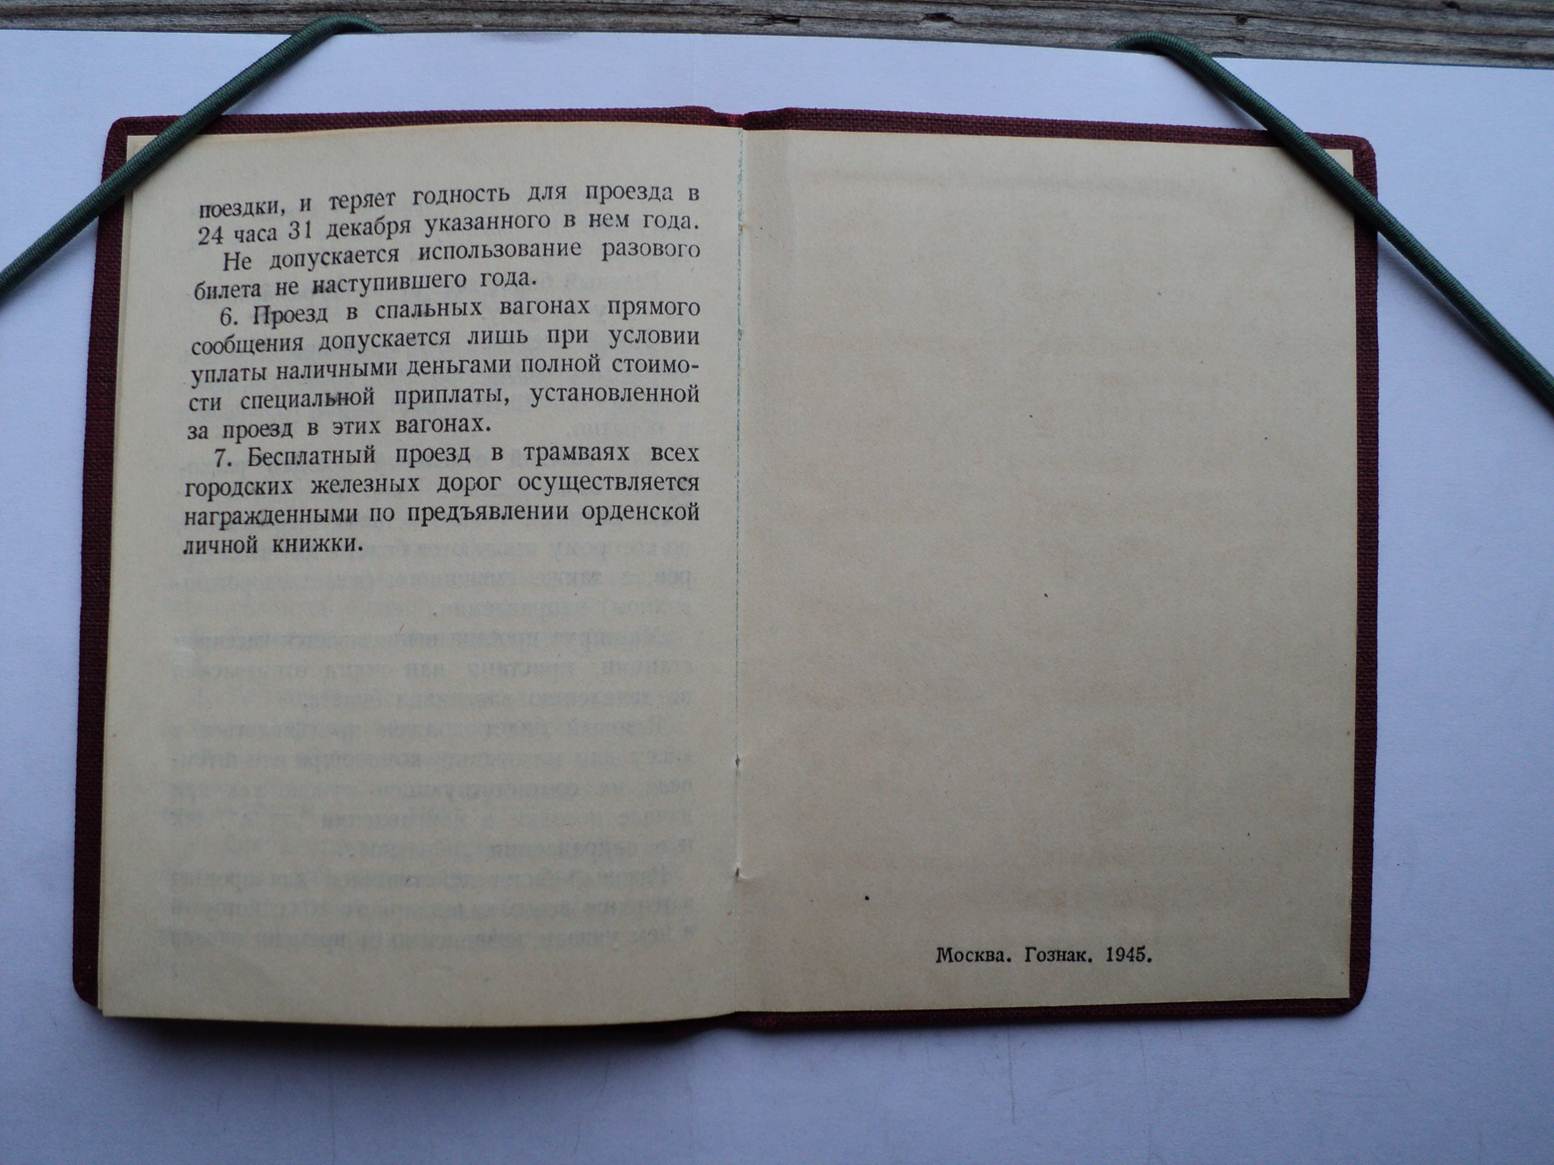 поездки, и теряет годность для проезда в
24 часа 31 декабря указанного в нем года.
Не допускается использование разового
билета не наступившего года.
6. Проезд в спальных вагонах прямого
сообщения допускается лишь при условии
уплаты наличными деньгами полной стоимо-
сти специальной приплаты, установленной
за проезд в этих вагонах.
7. Бесплатный проезд в трамваях всех
городских железных дорог осуществляется
награжденными по предъявлении орденской
личной книжки.
Москва. Гознак. 1945.